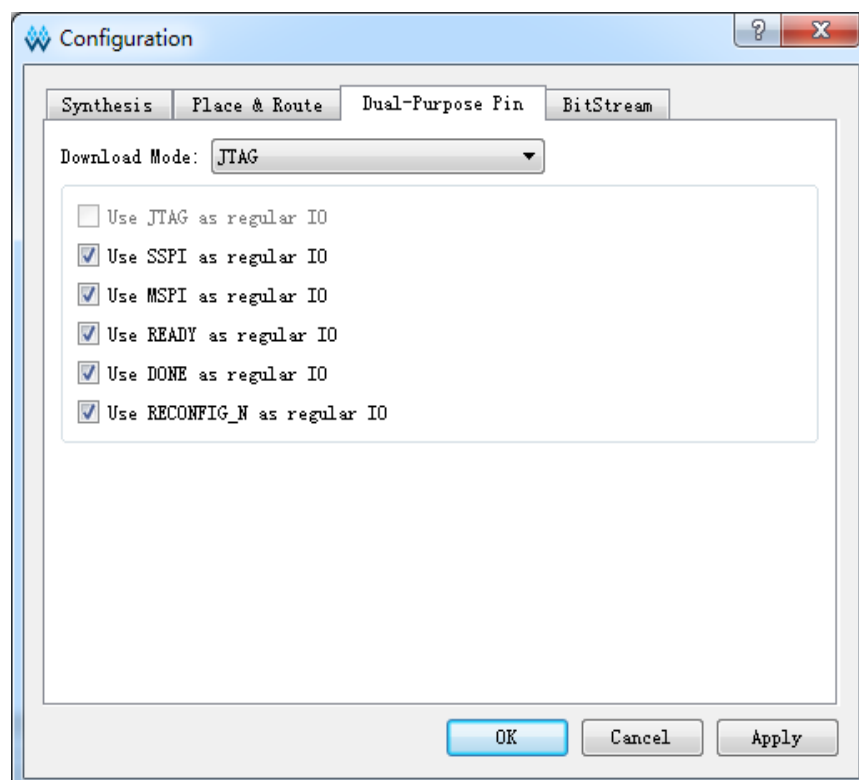 Configuration
Synthesis Place & Route Dual-Purpose Pin BitStream
Download Mode: JTAG
Use JTAG as regular IO
Use SSPI as regular IO
Use MSPI as regular IO
Use READY as regular IO
Use DONE as regular IO
Use RECONFIG_N as regular IO
OK Cancel Apply